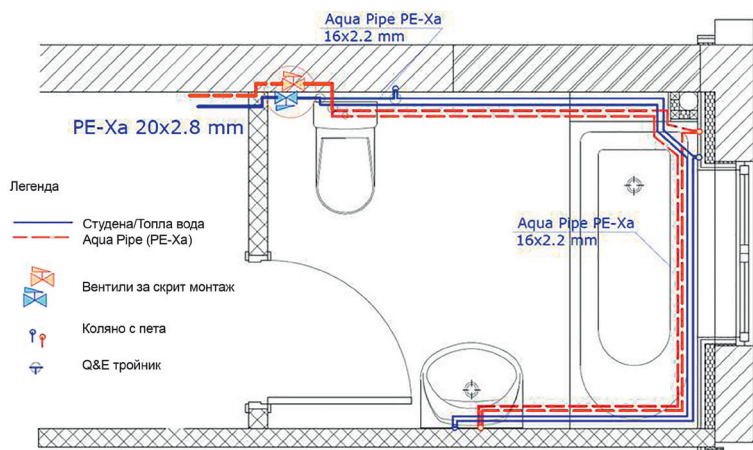 Aqua Pipe PE-Xa
16x2.2 mm
PE-Xa 20x2.8 mm
Легенда
Студена/Топла вода
Aqua Pipe (PE-Xa)
Вентили за скрит монтаж
Коляно с пета
Q&E тройник
Aqua Pipe PE-Xa
16x2.2 mm